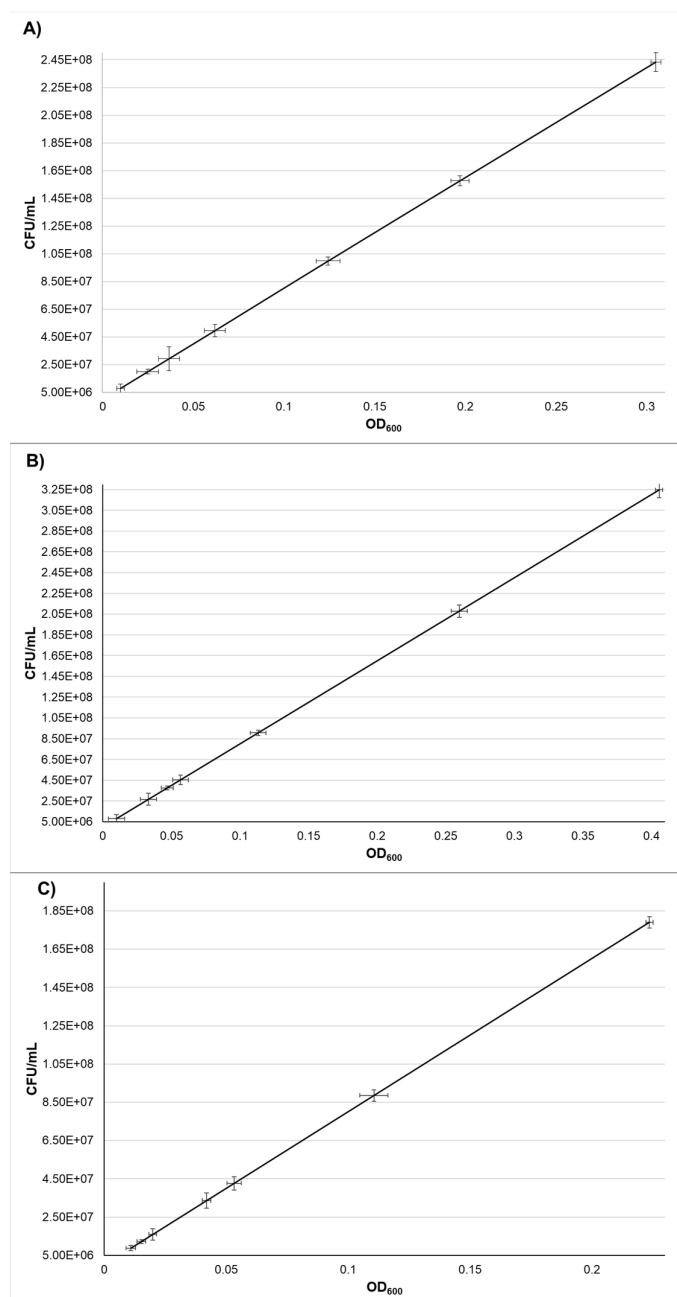 A)
2.45E+08
2.25E+08
2.05E+08
1.85E+08
1.65E+08
1.45E+08
1.25E+08
1.05E+08
8.50E+07
6.50E+07
4.50E+07
2.50E+07
5.00E+06
CFU/mL
0 0.05 0.1 0.15 0.2 0.25 0.3
OD600
B)
3.25E+08
3.05E+08
2.85E+08
2.65E+08
2.45E+08
2.25E+08
2.05E+08
1.85E+08
1.65E+08
1.45E+08
1.25E+08
1.05E+08
8.50E+07
6.50E+07
4.50E+07
2.50E+07
5.00E+06
CFU/mL
0 0.05 0.1 0.15 0.2 0.25 0.3 0.35 0.4
OD600
C)
1.85E+08
1.65E+08
1.45E+08
1.25E+08
1.05E+08
8.50E+07
6.50E+07
4.50E+07
2.50E+07
5.00E+06
CFU/mL
0 0.05 0.1 0.15 0.2
OD600